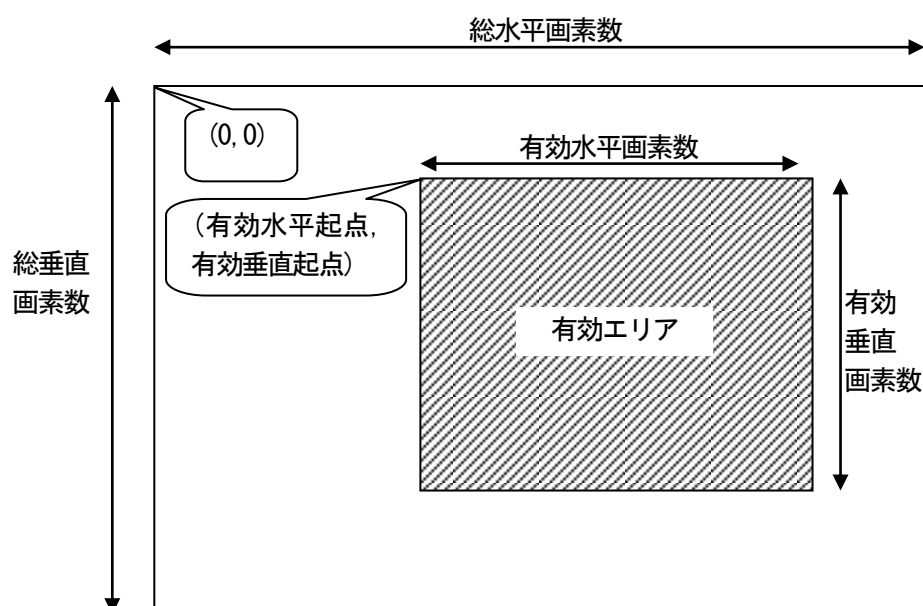 総水平画素数
(0,0)
有効水平画素数
(有効水平起点,
有効垂直起点)
総垂直
画素数
有効エリア
有効
垂直
画素数